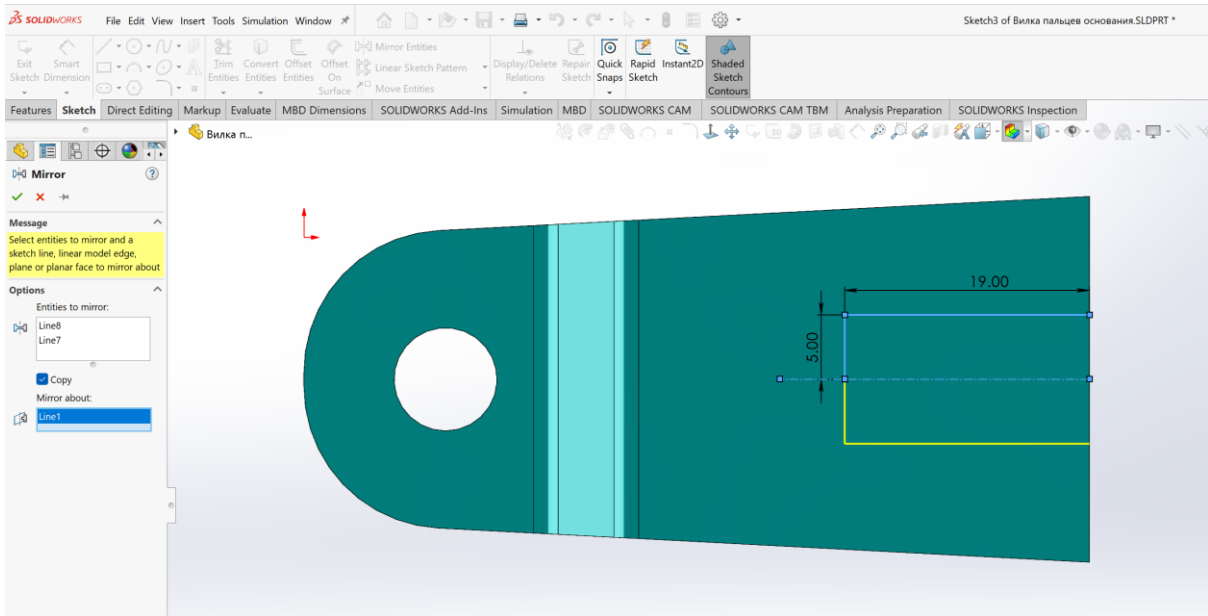 SOLIDWORKS File Edit View Insert Tools Simulation Window Sketch3 of Вилка пальцев основания.SLDPRT *
Exit Sketch
Smart Dimension
Trim Entities
Convert Entities
Offset Entities
Offset On Surface
Mirror Entities
Linear Sketch Pattern
Move Entities
Display/Delete Relations
Repair Sketch
Quick Snaps
Rapid Sketch
Instant2D
Shaded Sketch Contours
Features Sketch Direct Editing Markup Evaluate MBD Dimensions SOLIDWORKS Add-Ins Simulation MBD SOLIDWORKS CAM SOLIDWORKS CAM TBM Analysis Preparation SOLIDWORKS Inspection
Вилка п...
Mirror
Message
Select entities to mirror and a
sketch line, linear model edge,
plane or planar face to mirror about
Options
Entities to mirror:
Line8
Line7
Copy
Mirror about:
Line1
19.00
5.00